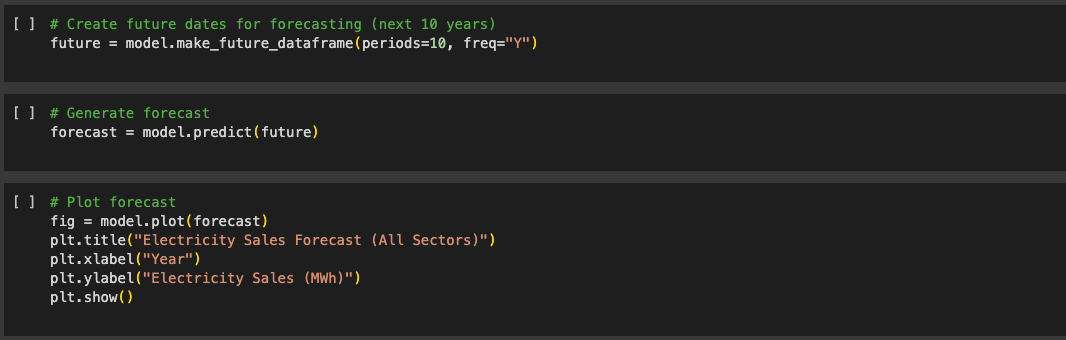 [ ] # Create future dates for forecasting (next 10 years)
future = model.make_future_dataframe(periods=10, freq="Y")
[ ] # Generate forecast
forecast = model.predict(future)
[ ] # Plot forecast
fig = model.plot(forecast)
plt.title("Electricity Sales Forecast (All Sectors)")
plt.xlabel("Year")
plt.ylabel("Electricity Sales (MWh)")
plt.show()